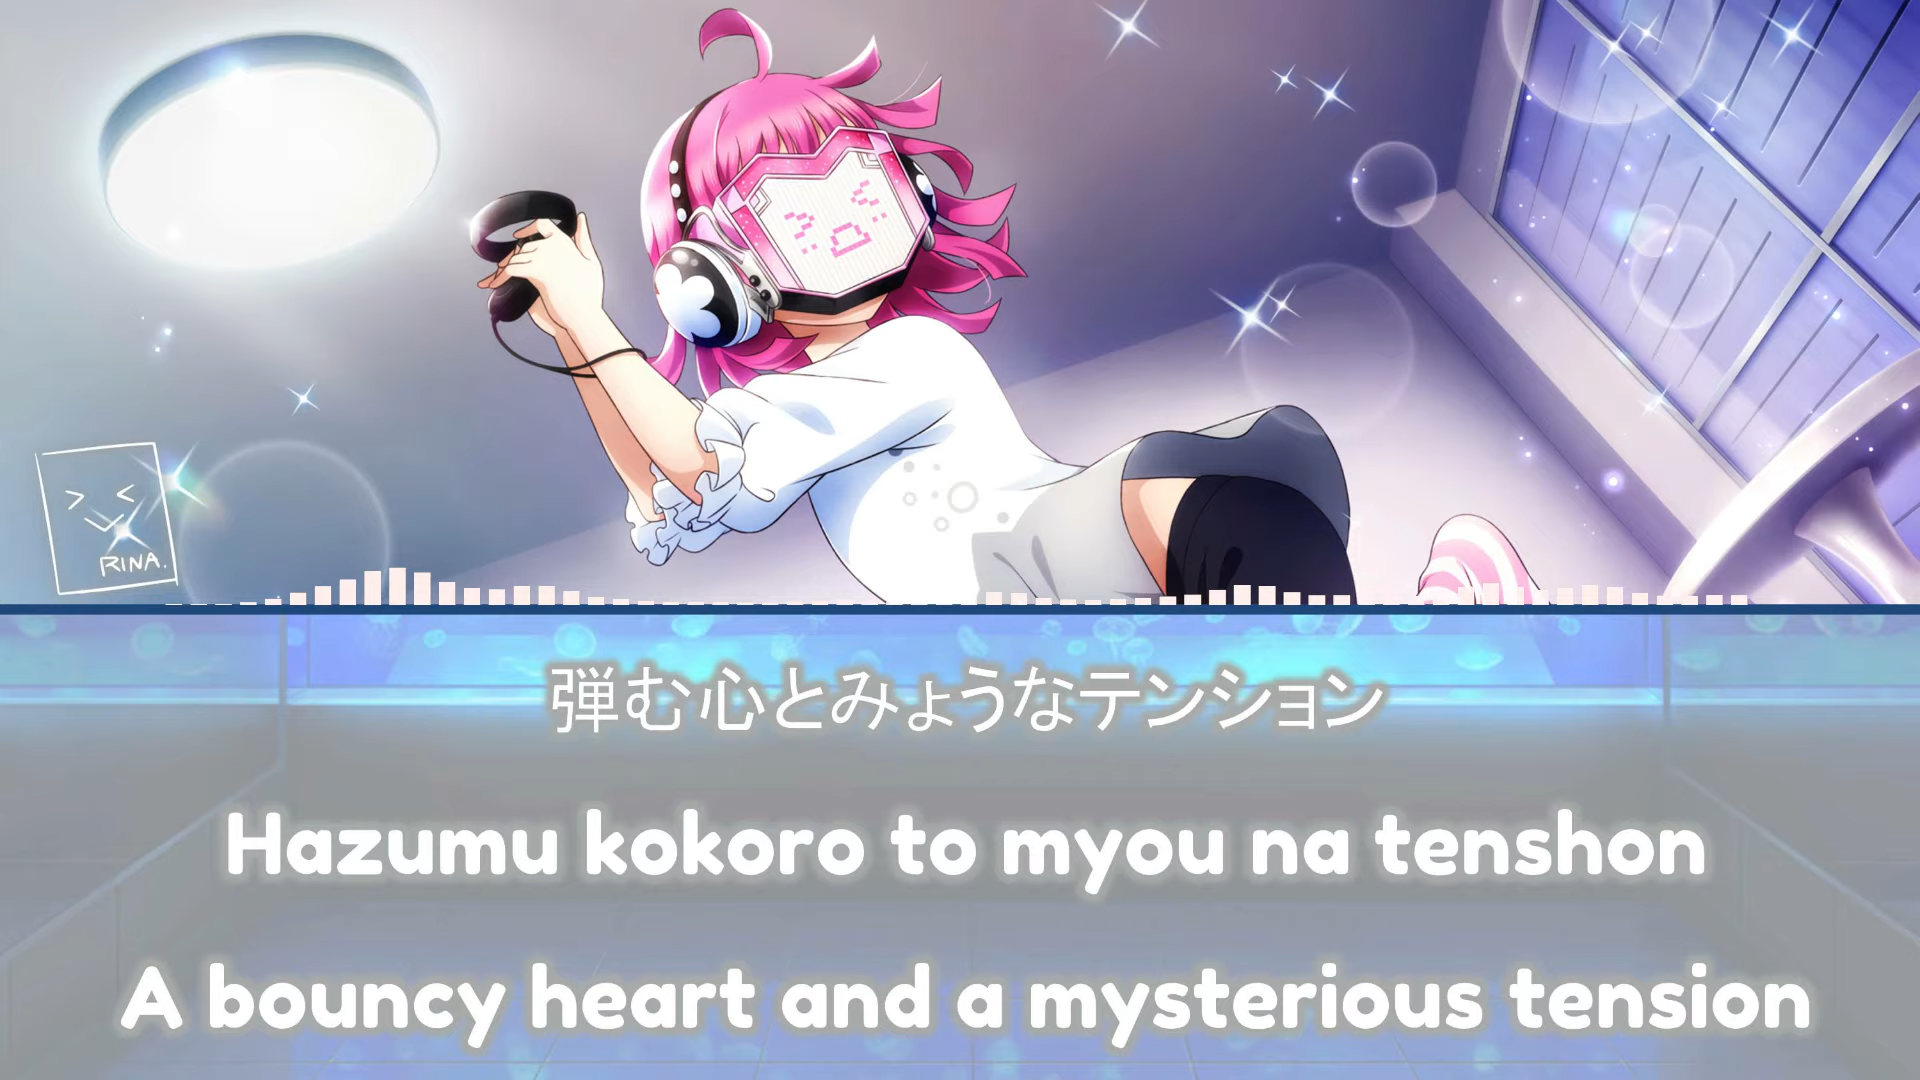 RINA.
弾む心とみょうなテンション
Hazumu kokoro to myou na tenshon
A bouncy heart and a mysterious tension